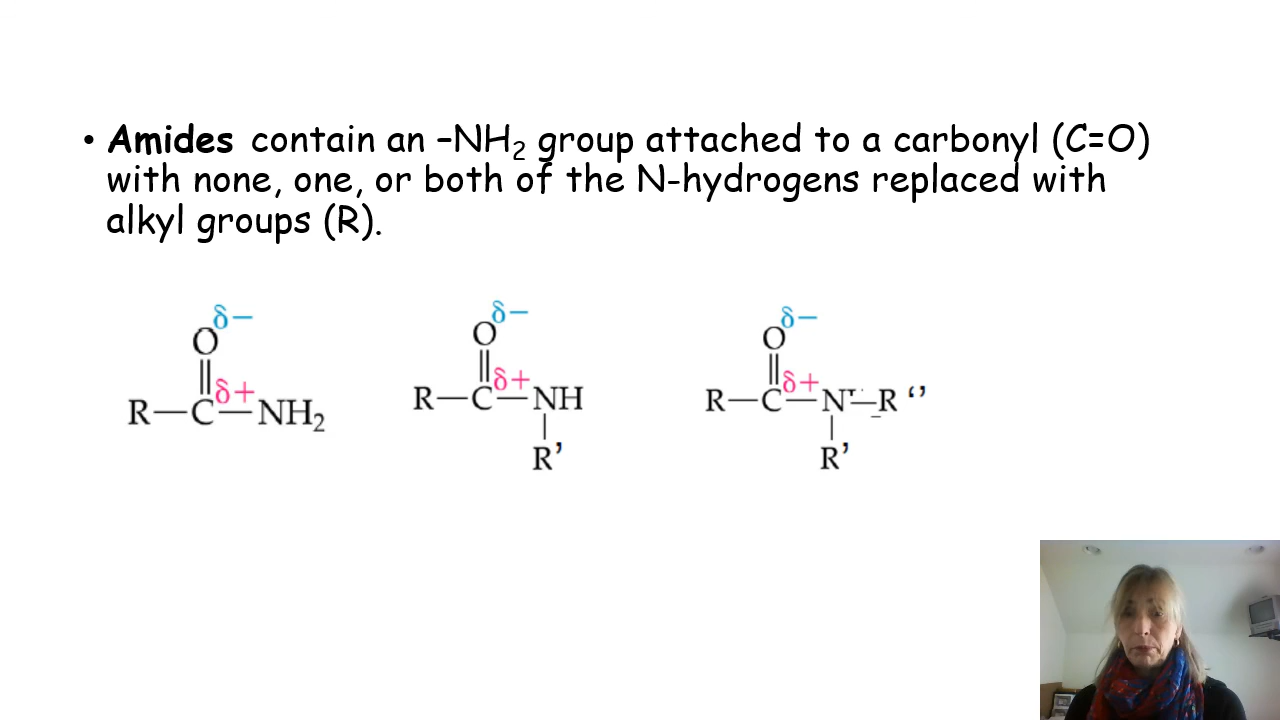 • Amides contain an –NH₂ group attached to a carbonyl (C=O)
with none, one, or both of the N-hydrogens replaced with
alkyl groups (R).
δ− δ− δ−
O O O
δ+ δ+ δ+
R—C—NH₂ R—C—NH R—C—N—R ‘’
R’ R’